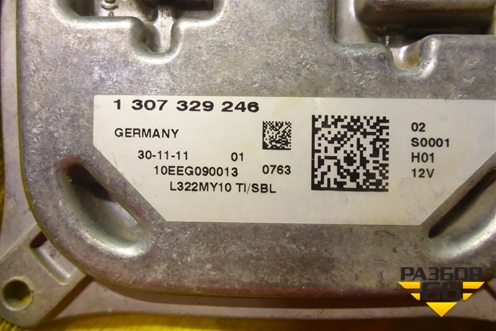 1 307 329 246
GERMANY
30-11-11 01
10EEG090013 0763
L322MY10 TI/SBL
02
S0001
H01
12V
РАЗБОР
60